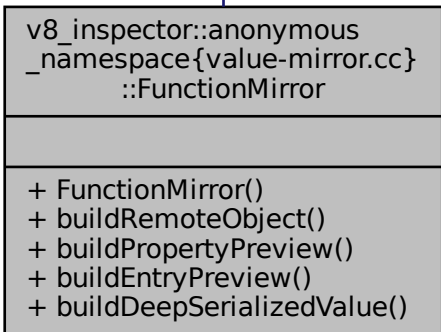 v8_inspector::anonymous
_namespace{value-mirror.cc}
::FunctionMirror
+ FunctionMirror()
+ buildRemoteObject()
+ buildPropertyPreview()
+ buildEntryPreview()
+ buildDeepSerializedValue()